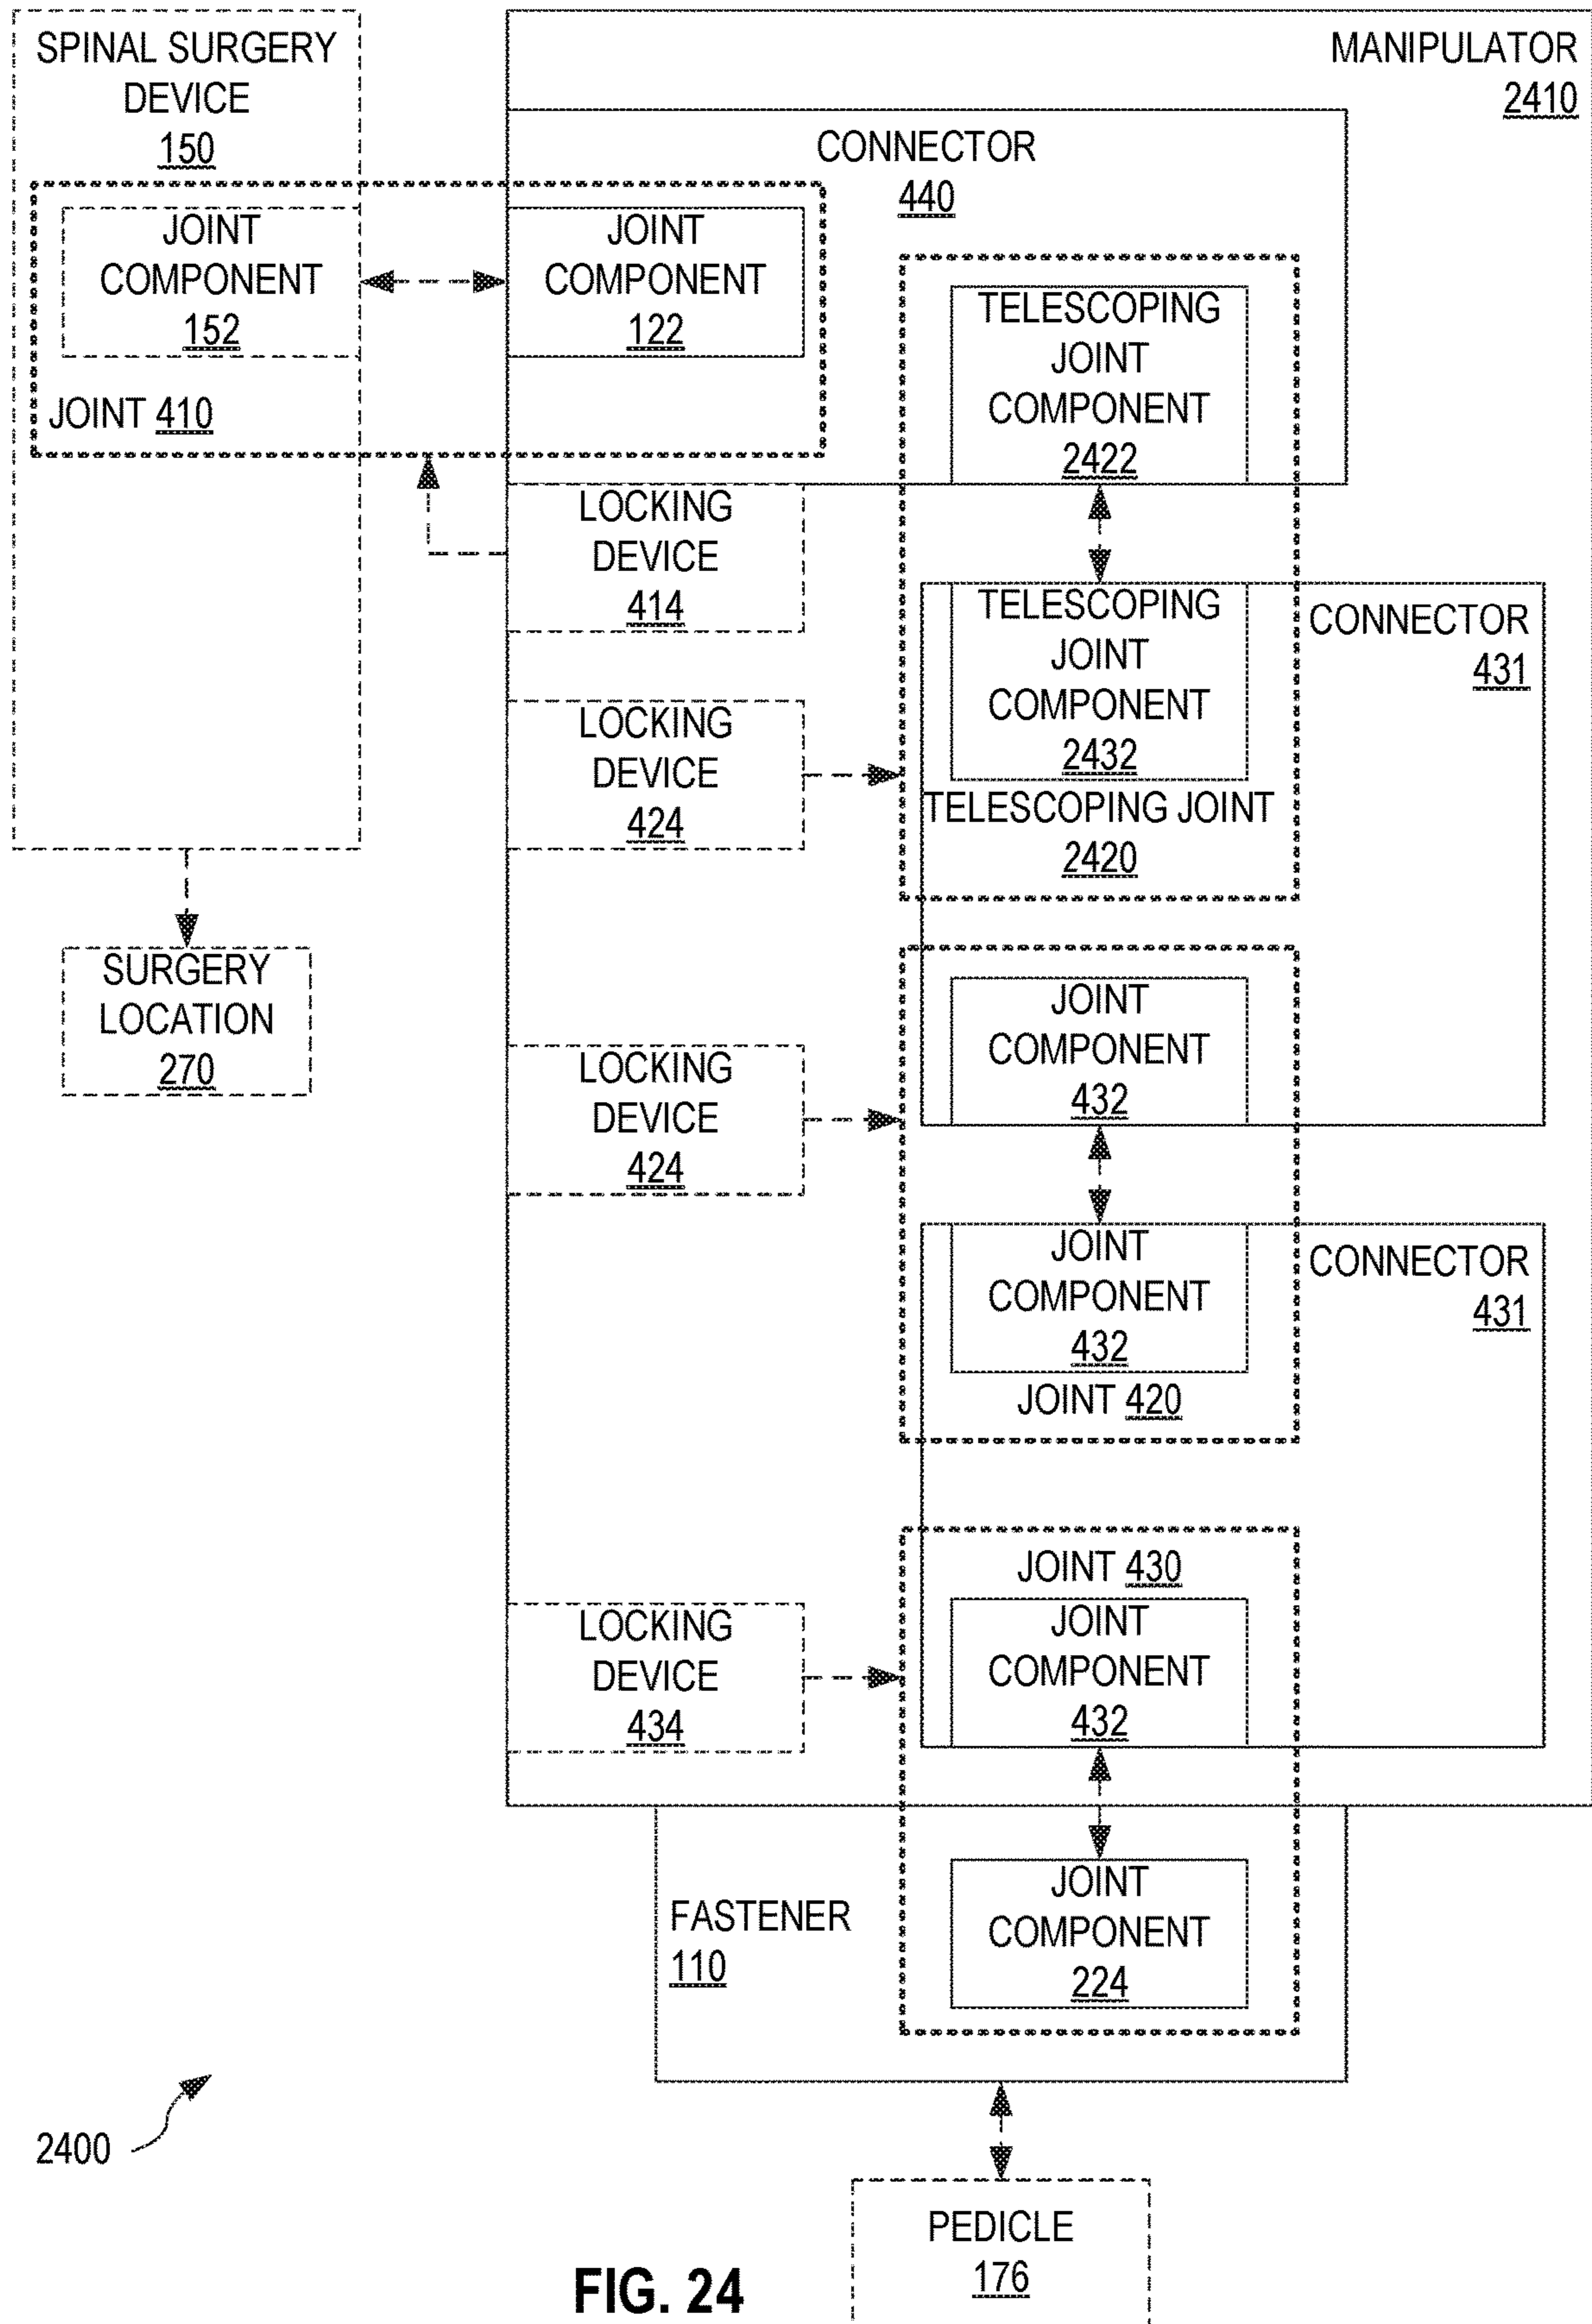 SPINAL SURGERY
DEVICE
150
MANIPULATOR
2410
CONNECTOR
440
JOINT
COMPONENT
152
JOINT
COMPONENT
122
JOINT 410
TELESCOPING
JOINT
COMPONENT
2422
LOCKING
DEVICE
414
TELESCOPING
JOINT
COMPONENT
2432
TELESCOPING JOINT
2420
CONNECTOR
431
LOCKING
DEVICE
424
SURGERY
LOCATION
270
JOINT
COMPONENT
432
LOCKING
DEVICE
424
JOINT
COMPONENT
432
JOINT 420
CONNECTOR
431
JOINT 430
JOINT
COMPONENT
432
LOCKING
DEVICE
434
FASTENER
110
JOINT
COMPONENT
224
2400
PEDICLE
176
FIG. 24